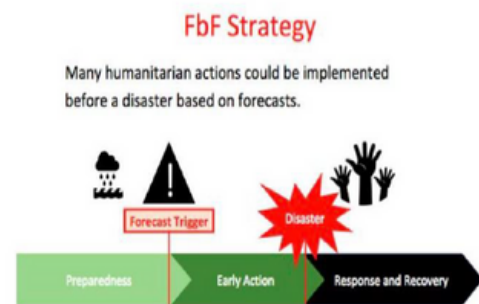 FbF Strategy
Many humanitarian actions could be implemented
before a disaster based on forecasts.
Forecast Trigger
Disaster
Preparedness
Early Action
Response and Recovery